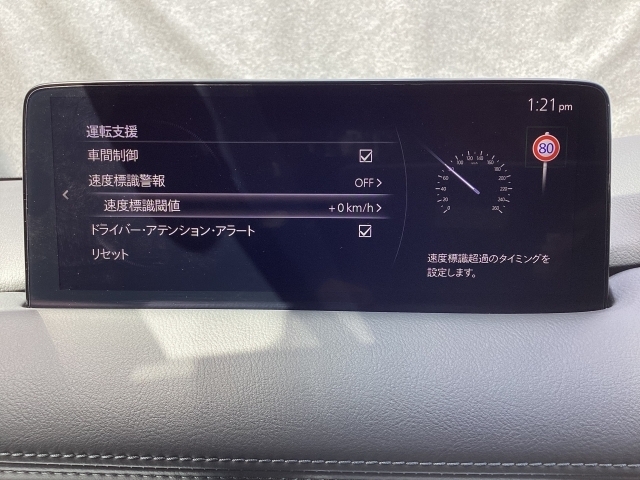 1:21 pm
運転支援
車間制御
速度標識警報 OFF
速度標識閾値 +0km/h
ドライバー・アテンション・アラート
リセット
80
速度標識超過のタイミングを
設定します。